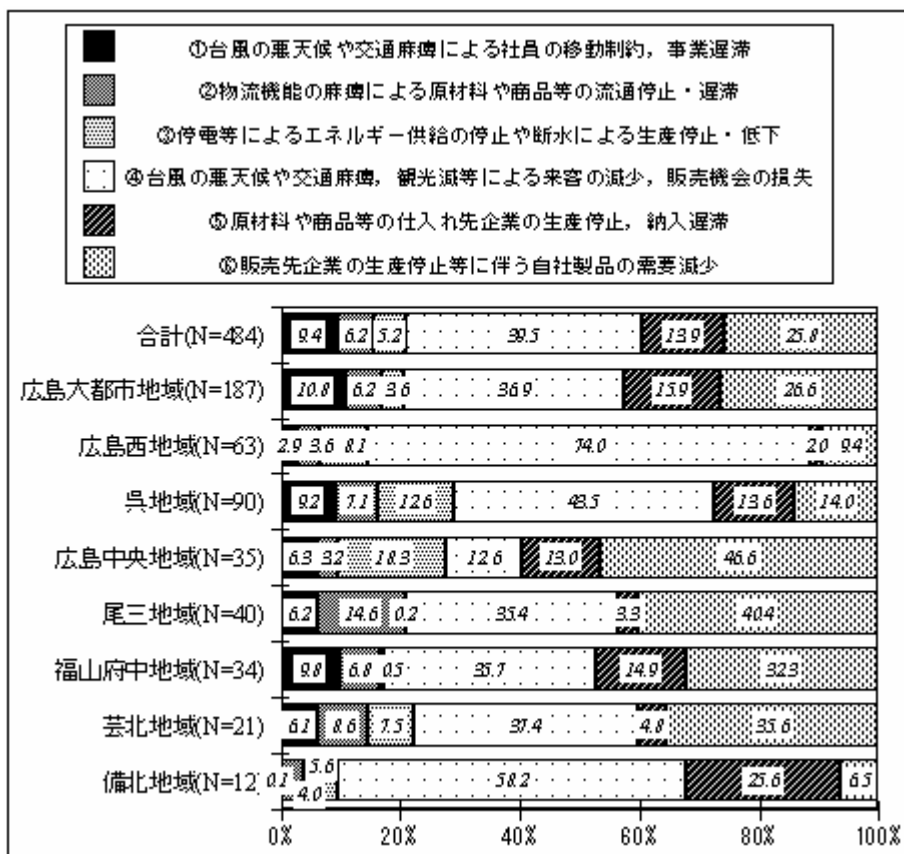 ①台風の悪天候や交通麻痺による社員の移動制約，事業遅滞
②物流機能の麻痺による原材料や商品等の流通停止・遅滞
③停電等によるエネルギー供給の停止や断水による生産停止・低下
④台風の悪天候や交通麻痺，観光減等による来客の減少，販売機会の損失
⑤原材料や商品等の仕入れ先企業の生産停止，納入遅滞
⑥販売先企業の生産停止等に伴う自社製品の需要減少
合計(N=484) 9.4 6.2 5.2 39.5 13.9 25.8
広島大都市地域(N=187) 10.8 6.2 3.6 36.9 15.9 26.6
広島西地域(N=63) 2.9 3.6 8.1 74.0 2.0 9.4
呉地域(N=90) 9.2 7.1 12.6 43.5 13.6 14.0
広島中央地域(N=35) 6.3 3.2 18.3 12.6 13.0 46.6
尾三地域(N=40) 6.2 14.6 0.2 35.4 3.3 40.4
福山府中地域(N=34) 9.8 6.8 0.5 35.7 14.9 32.3
芸北地域(N=21) 6.1 8.6 7.5 37.4 4.8 35.6
備北地域(N=12) 0.1 4.0 5.6 58.2 25.6 6.5
0% 20% 40% 60% 80% 100%